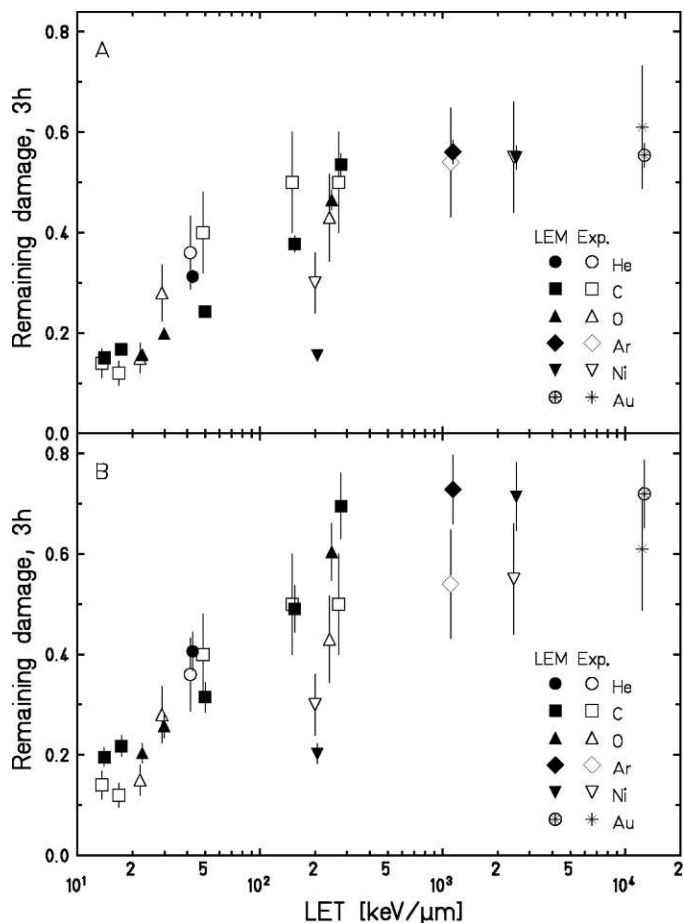 A
Remaining damage, 3h
0.8
0.6
0.4
0.2
0.0
LEM Exp.
He
C
O
Ar
Ni
Au
B
Remaining damage, 3h
0.8
0.6
0.4
0.2
0.0
LEM Exp.
He
C
O
Ar
Ni
Au
10¹ 2 5 10² 2 5 10³ 2 5 10⁴ 2
LET [keV/μm]